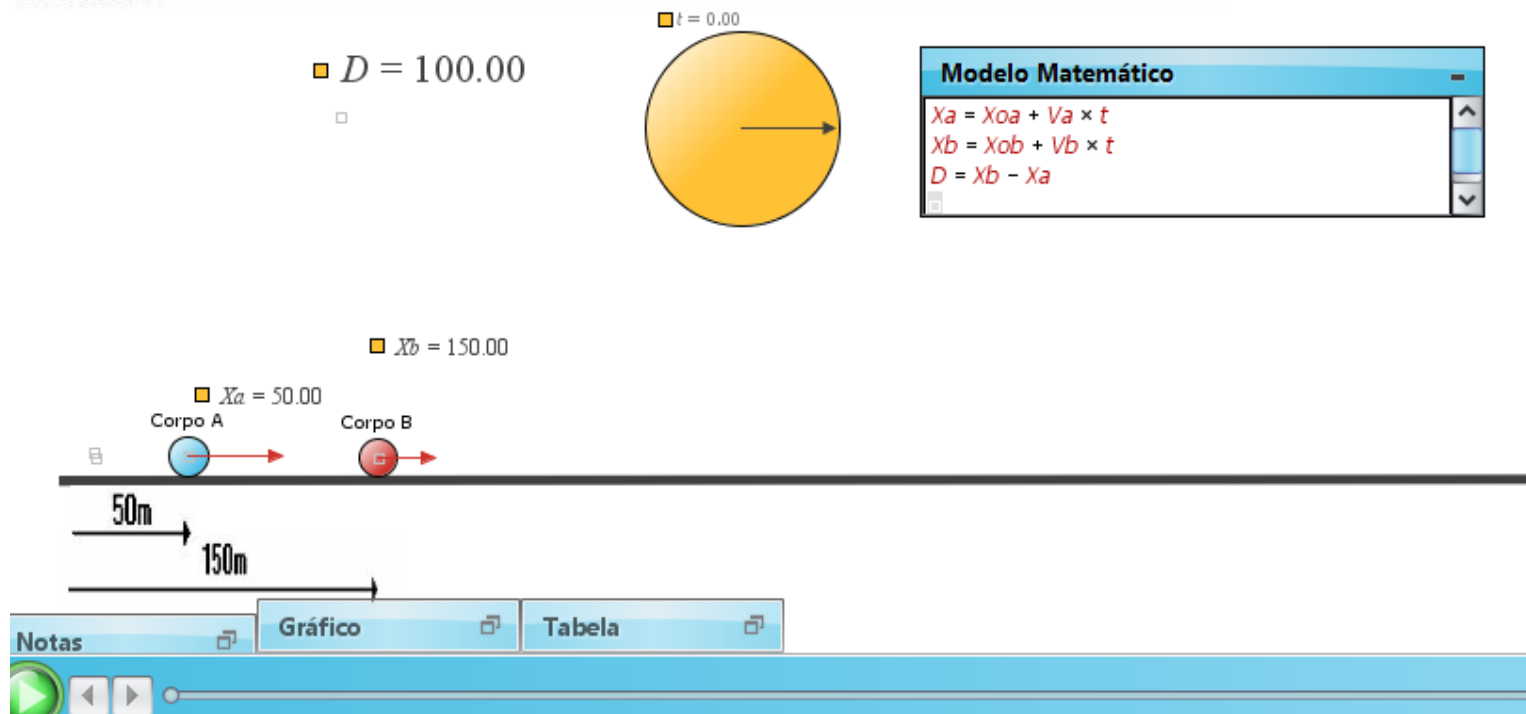 t = 0.00
D = 100.00
Modelo Matemático
Xa = Xoa + Va × t
Xb = Xob + Vb × t
D = Xb − Xa
Xb = 150.00
Xa = 50.00
Corpo A
Corpo B
50m
150m
Notas
Gráfico
Tabela